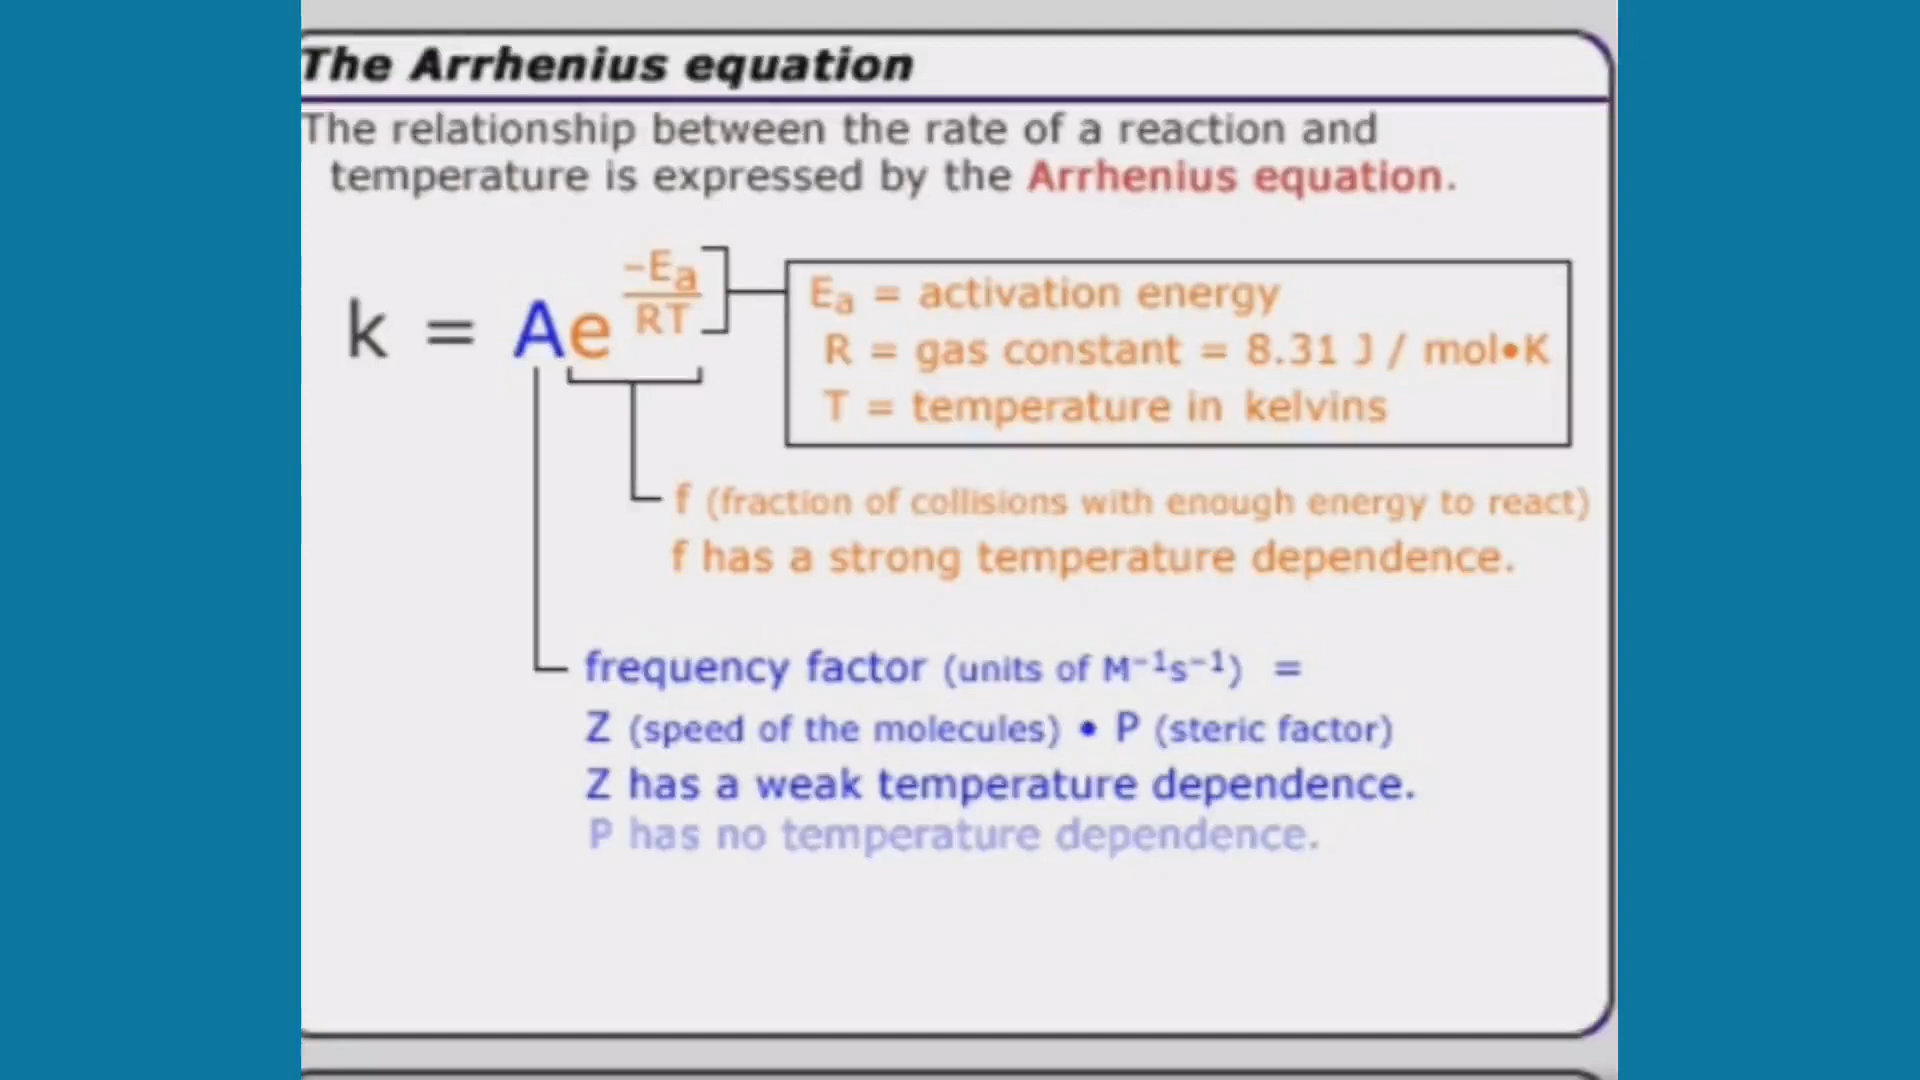 The Arrhenius equation
The relationship between the rate of a reaction and
temperature is expressed by the Arrhenius equation.
k = Ae^(–Ea/RT)
Ea = activation energy
R = gas constant = 8.31 J / mol•K
T = temperature in kelvins
f (fraction of collisions with enough energy to react)
f has a strong temperature dependence.
frequency factor (units of M⁻¹s⁻¹) =
Z (speed of the molecules) • P (steric factor)
Z has a weak temperature dependence.
P has no temperature dependence.